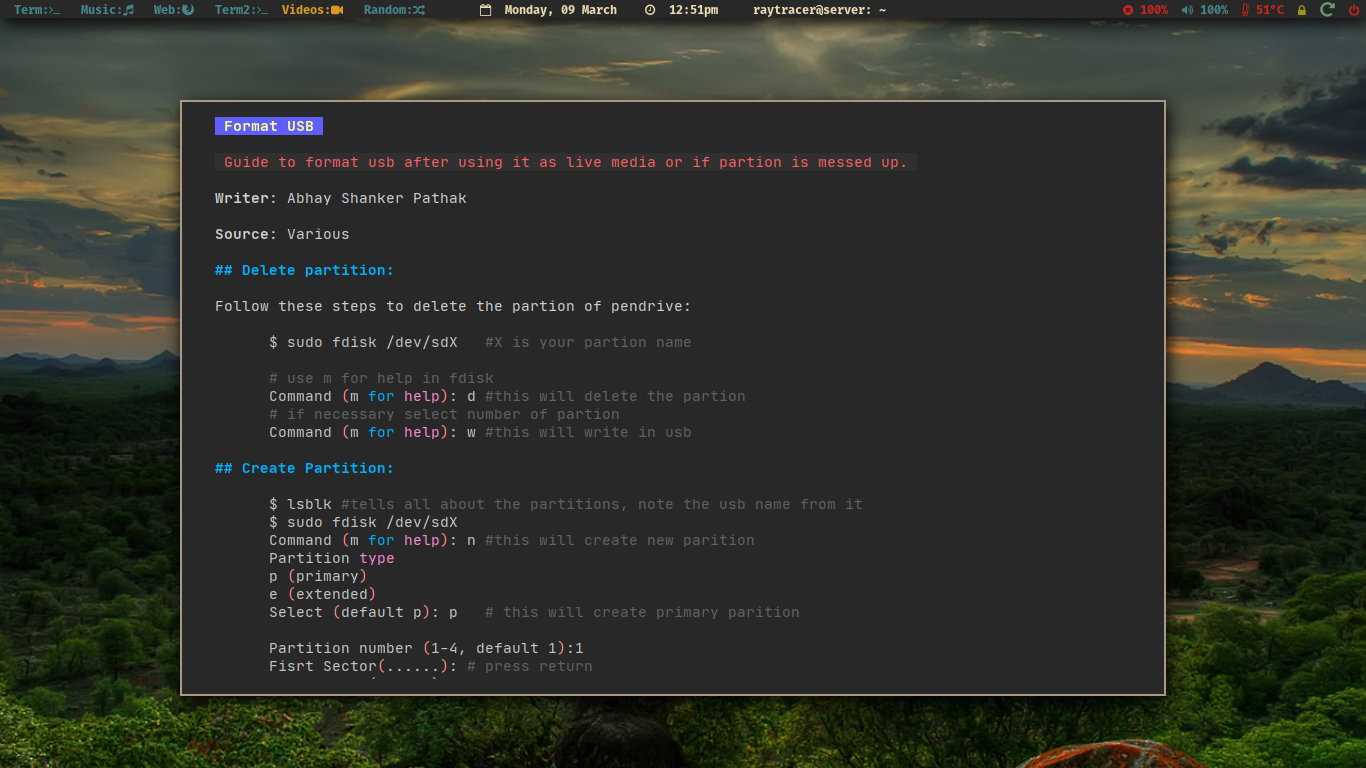 Term:>_ Music: Web: Term2:>_ Videos: Random: Monday, 09 March 12:51pm raytracer@server: ~ 100% 100% 51°C
Format USB
Guide to format usb after using it as live media or if partion is messed up.
Writer: Abhay Shanker Pathak
Source: Various
## Delete partition:
Follow these steps to delete the partion of pendrive:
$ sudo fdisk /dev/sdX   #X is your partion name
# use m for help in fdisk
Command (m for help): d #this will delete the partion
# if necessary select number of partion
Command (m for help): w #this will write in usb
## Create Partition:
$ lsblk #tells all about the partitions, note the usb name from it
$ sudo fdisk /dev/sdX
Command (m for help): n #this will create new parition
Partition type
p (primary)
e (extended)
Select (default p): p   # this will create primary parition
Partition number (1-4, default 1):1
Fisrt Sector(......): # press return